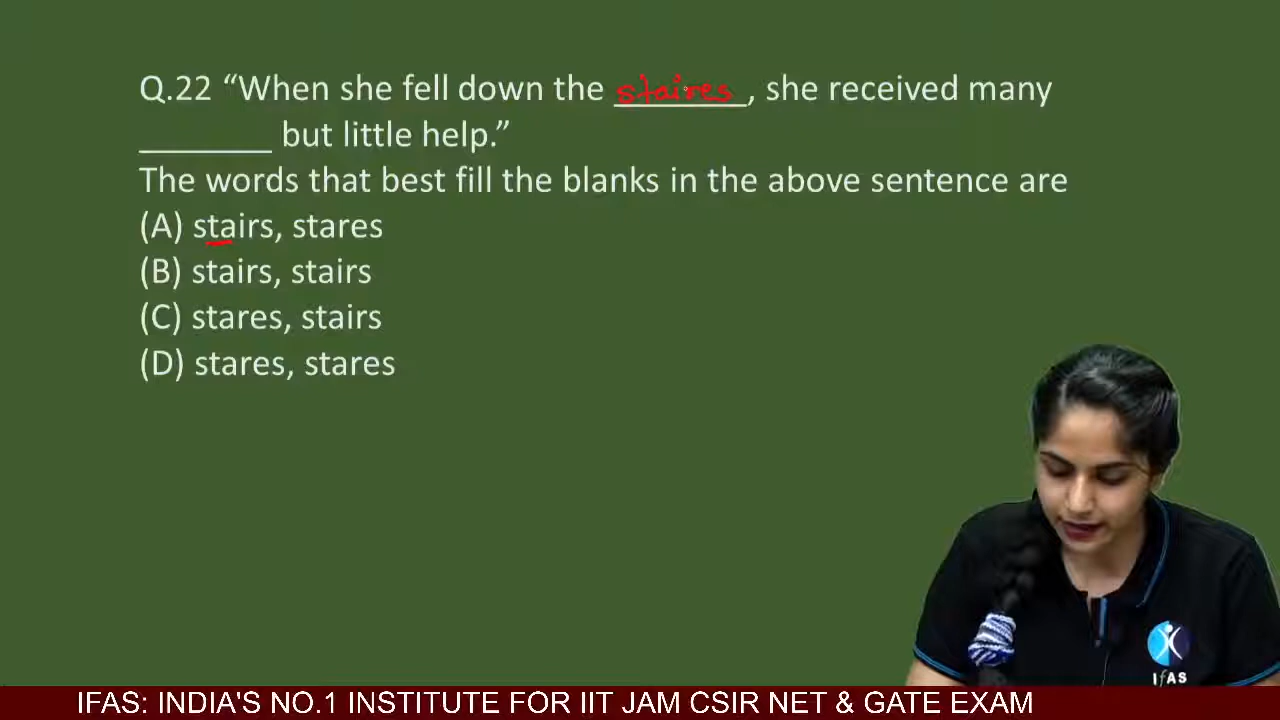 Q.22 “When she fell down the staires, she received many
_______ but little help.”
The words that best fill the blanks in the above sentence are
(A) stairs, stares
(B) stairs, stairs
(C) stares, stairs
(D) stares, stares
IFAS
IFAS: INDIA'S NO.1 INSTITUTE FOR IIT JAM CSIR NET & GATE EXAM